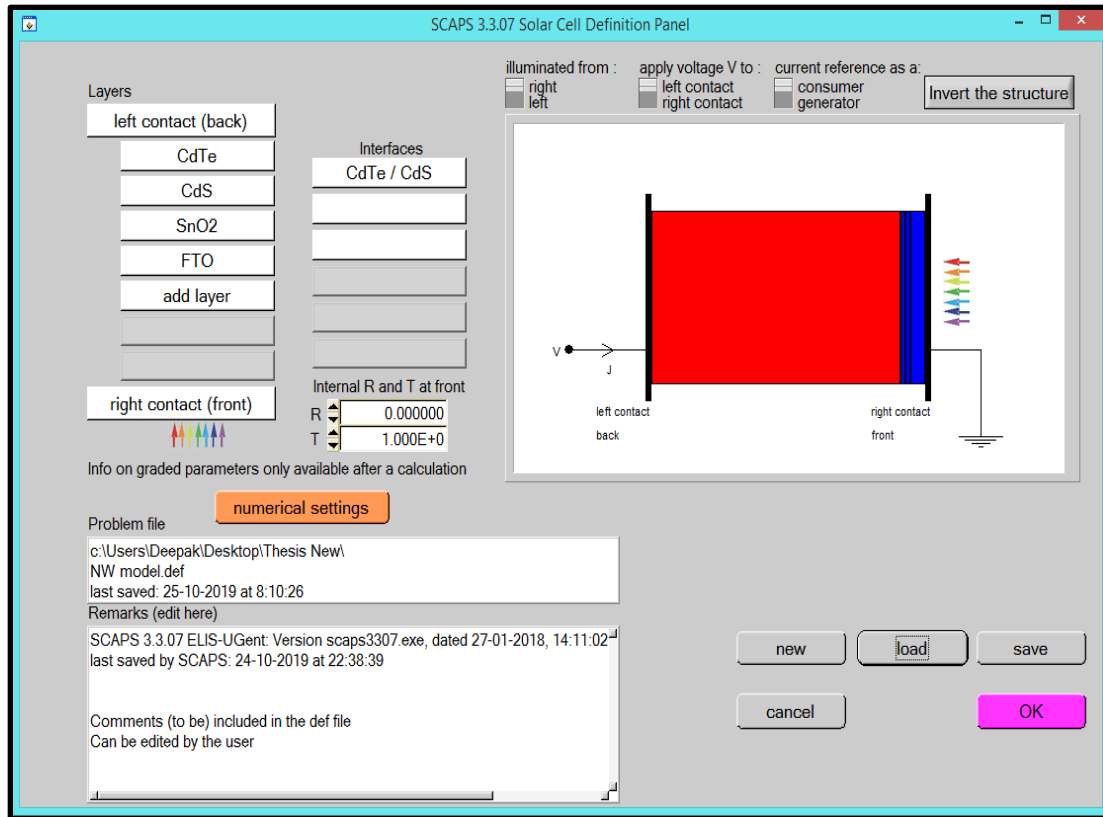 SCAPS 3.3.07 Solar Cell Definition Panel
illuminated from :
right
left
apply voltage V to :
left contact
right contact
current reference as a:
consumer
generator
Invert the structure
Layers
left contact (back)
CdTe
CdS
SnO2
FTO
add layer
right contact (front)
Interfaces
CdTe / CdS
Internal R and T at front
R 0.000000
T 1.000E+0
V
J
left contact
back
right contact
front
Info on graded parameters only available after a calculation
numerical settings
Problem file
c:\Users\Deepak\Desktop\Thesis New\
NW model.def
last saved: 25-10-2019 at 8:10:26
Remarks (edit here)
SCAPS 3.3.07 ELIS-UGent: Version scaps3307.exe, dated 27-01-2018, 14:11:02
last saved by SCAPS: 24-10-2019 at 22:38:39
Comments (to be) included in the def file
Can be edited by the user
new
load
save
cancel
OK